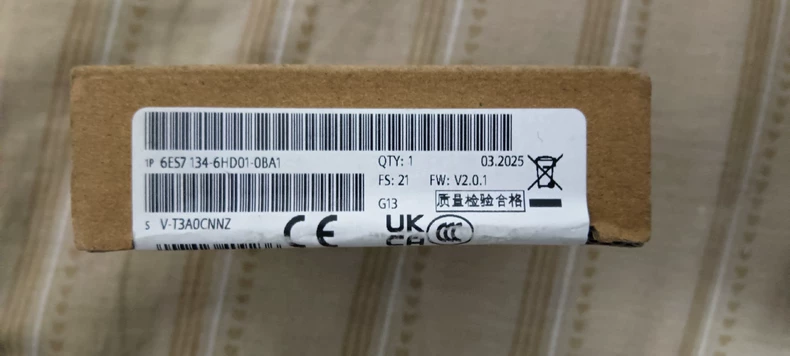 1P 6ES7 134-6HD01-0BA1
QTY: 1 03.2025
FS: 21 FW: V2.0.1
G13 质量检验合格
S V-T3A0CNNZ
CE UK CA CCC